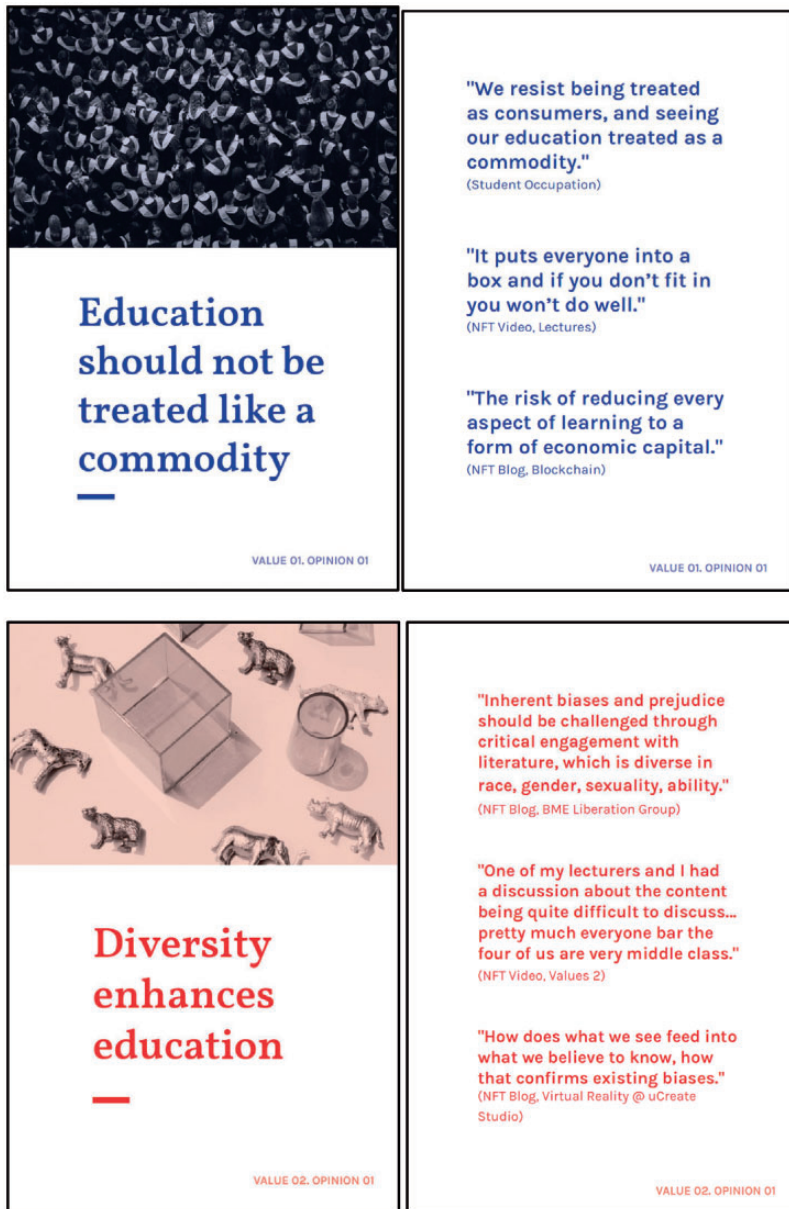 "We resist being treated
as consumers, and seeing
our education treated as a
commodity."
(Student Occupation)
"It puts everyone into a
box and if you don’t fit in
you won’t do well."
(NFT Video, Lectures)
"The risk of reducing every
aspect of learning to a
form of economic capital."
(NFT Blog, Blockchain)
Education
should not be
treated like a
commodity
VALUE 01. OPINION 01
VALUE 01. OPINION 01
Diversity
enhances
education
VALUE 02. OPINION 01
"Inherent biases and prejudice
should be challenged through
critical engagement with
literature, which is diverse in
race, gender, sexuality, ability."
(NFT Blog, BME Liberation Group)
"One of my lecturers and I had
a discussion about the content
being quite difficult to discuss...
pretty much everyone bar the
four of us are very middle class."
(NFT Video, Values 2)
"How does what we see feed into
what we believe to know, how
that confirms existing biases."
(NFT Blog, Virtual Reality @ uCreate
Studio)
VALUE 02. OPINION 01